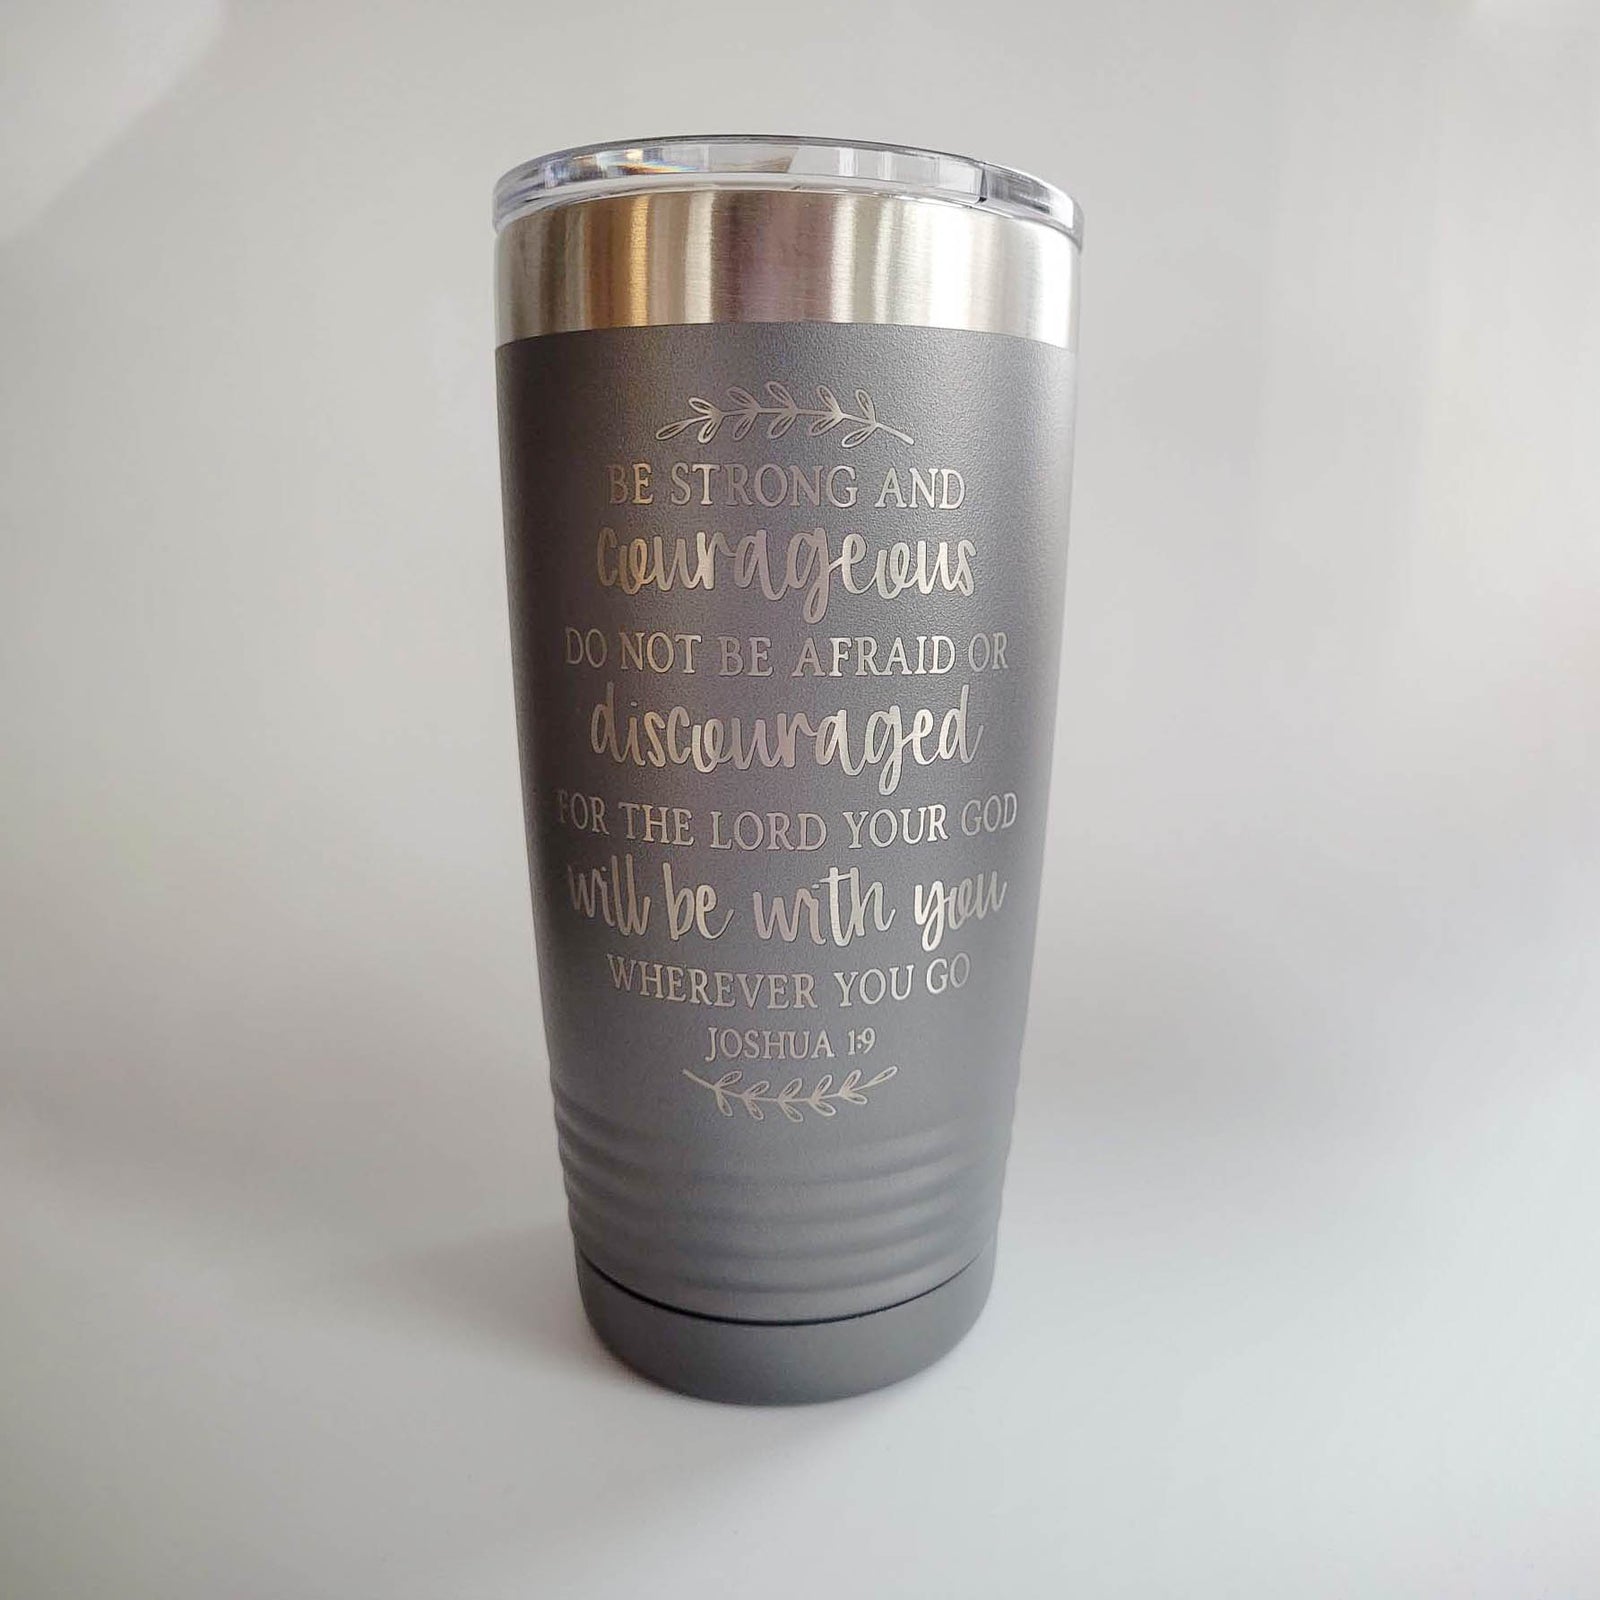 BE STRONG AND
courageous
DO NOT BE AFRAID OR
discouraged
FOR THE LORD YOUR GOD
will be with you
WHEREVER YOU GO
JOSHUA 1:9